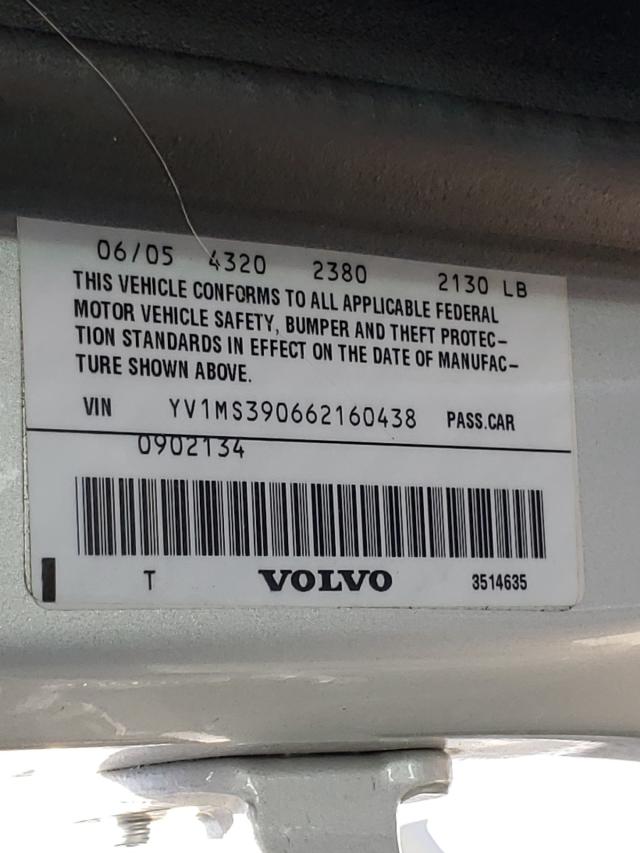 06/05 4320 2380 2130 LB
THIS VEHICLE CONFORMS TO ALL APPLICABLE FEDERAL
MOTOR VEHICLE SAFETY, BUMPER AND THEFT PROTEC-
TION STANDARDS IN EFFECT ON THE DATE OF MANUFAC-
TURE SHOWN ABOVE.
VIN YV1MS390662160438 PASS.CAR
0902134
T VOLVO 3514635